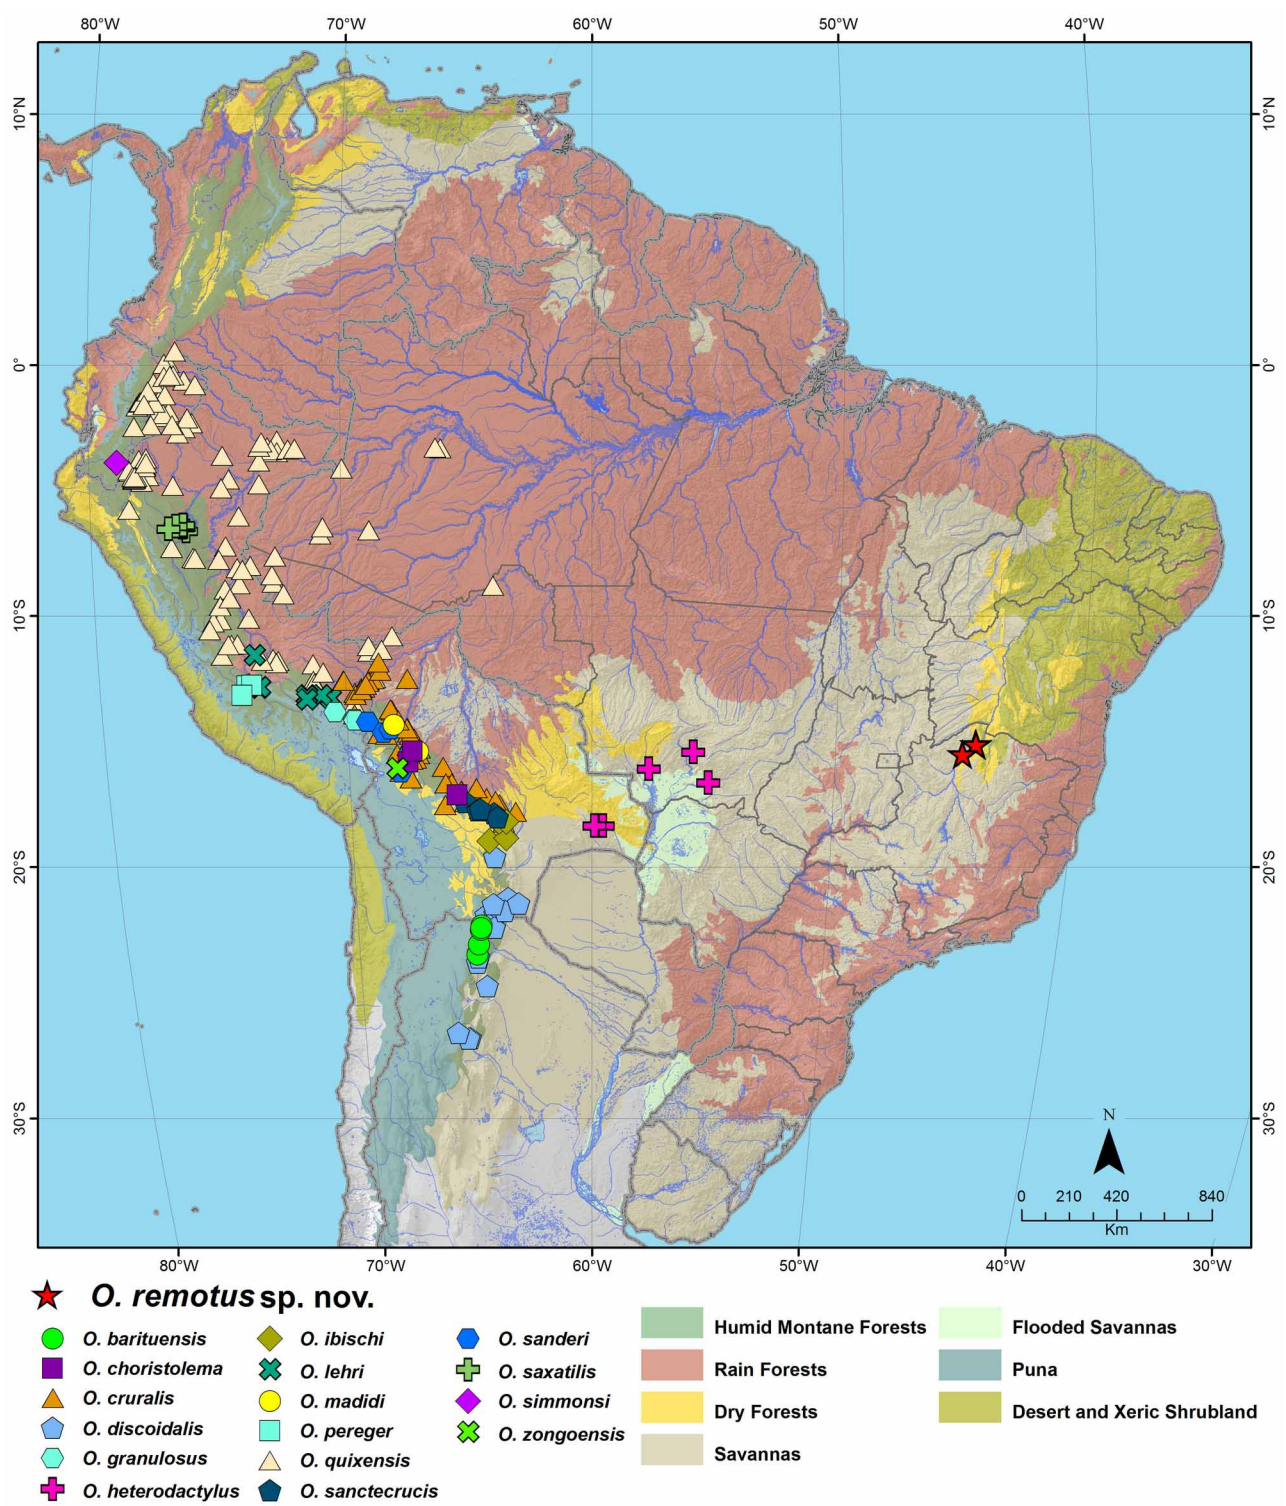 80°W 70°W 60°W 50°W 40°W
10°N 10°N
0° 0°
10°S 10°S
20°S 20°S
30°S 30°S
N
0 210 420 840
Km
80°W 70°W 60°W 50°W 40°W 30°W
O. remotus sp. nov.
O. barituensis
O. choristolema
O. cruralis
O. discoidalis
O. granulosus
O. heterodactylus
O. ibischi
O. lehri
O. madidi
O. pereger
O. quixensis
O. sanctecrucis
O. sanderi
O. saxatilis
O. simmonsi
O. zongoensis
Humid Montane Forests
Rain Forests
Dry Forests
Savannas
Flooded Savannas
Puna
Desert and Xeric Shrubland